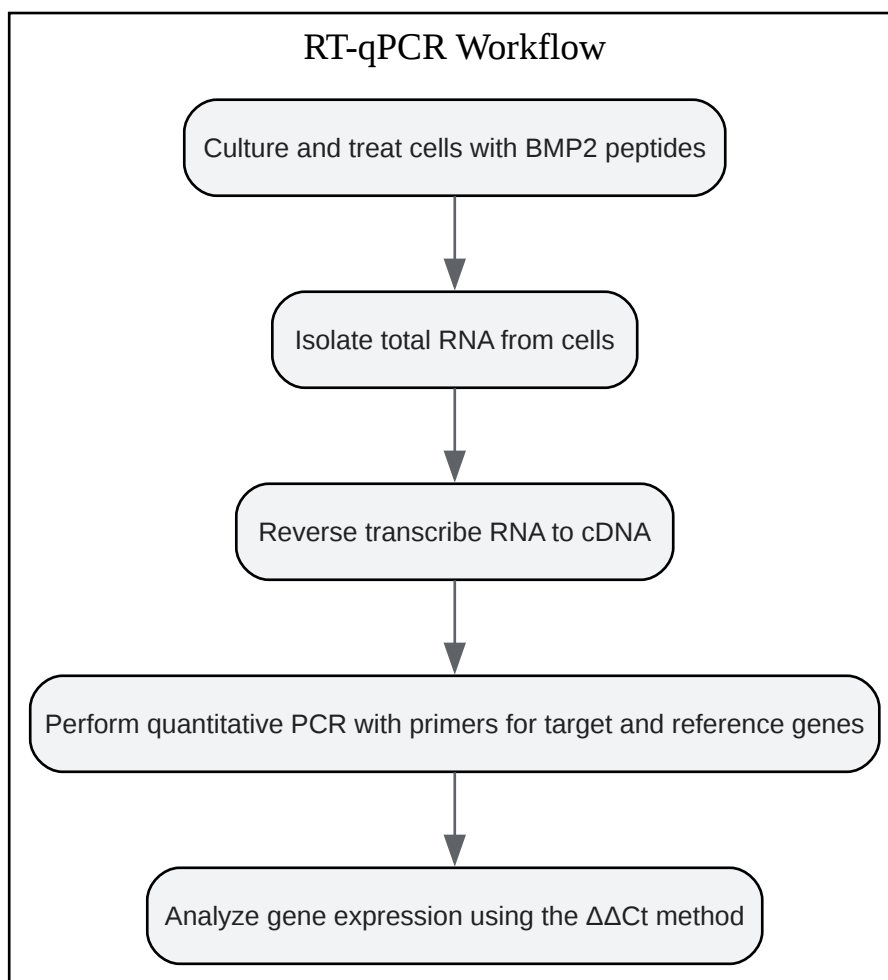 RT-qPCR Workflow
Culture and treat cells with BMP2 peptides
Isolate total RNA from cells
Reverse transcribe RNA to cDNA
Perform quantitative PCR with primers for target and reference genes
Analyze gene expression using the ΔΔCt method